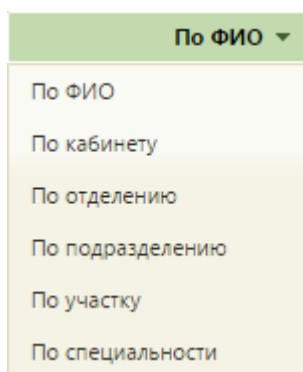 По ФИО
По ФИО
По кабинету
По отделению
По подразделению
По участку
По специальности